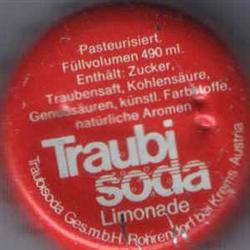 Pasteurisiert.
Füllvolumen 490 ml.
Enthält: Zucker,
Traubensaft, Kohlensäure,
Genußsäuren, künstl. Farbstoffe,
natürliche Aromen
Traubi
soda
Limonade
Traubisoda Ges.m.b.H. Rohrendorf bei Krems Austria